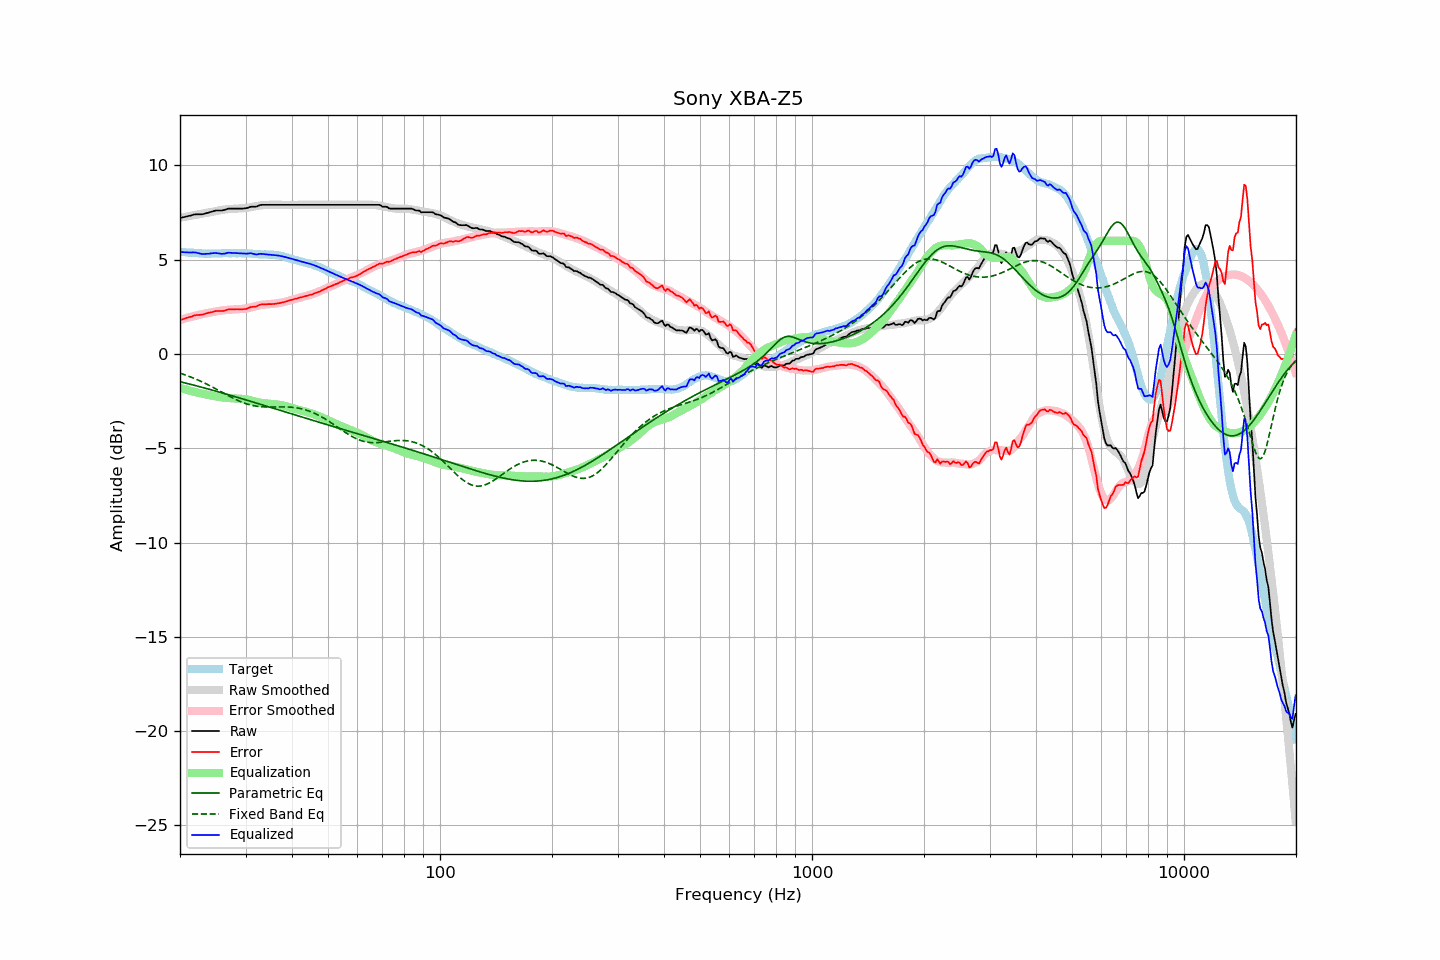 Sony XBA-Z5
10
5
0
−5
−10
−15
−20
−25
Amplitude (dBr)
Target
Raw Smoothed
Error Smoothed
Raw
Error
Equalization
Parametric Eq
Fixed Band Eq
Equalized
100
1000
10000
Frequency (Hz)